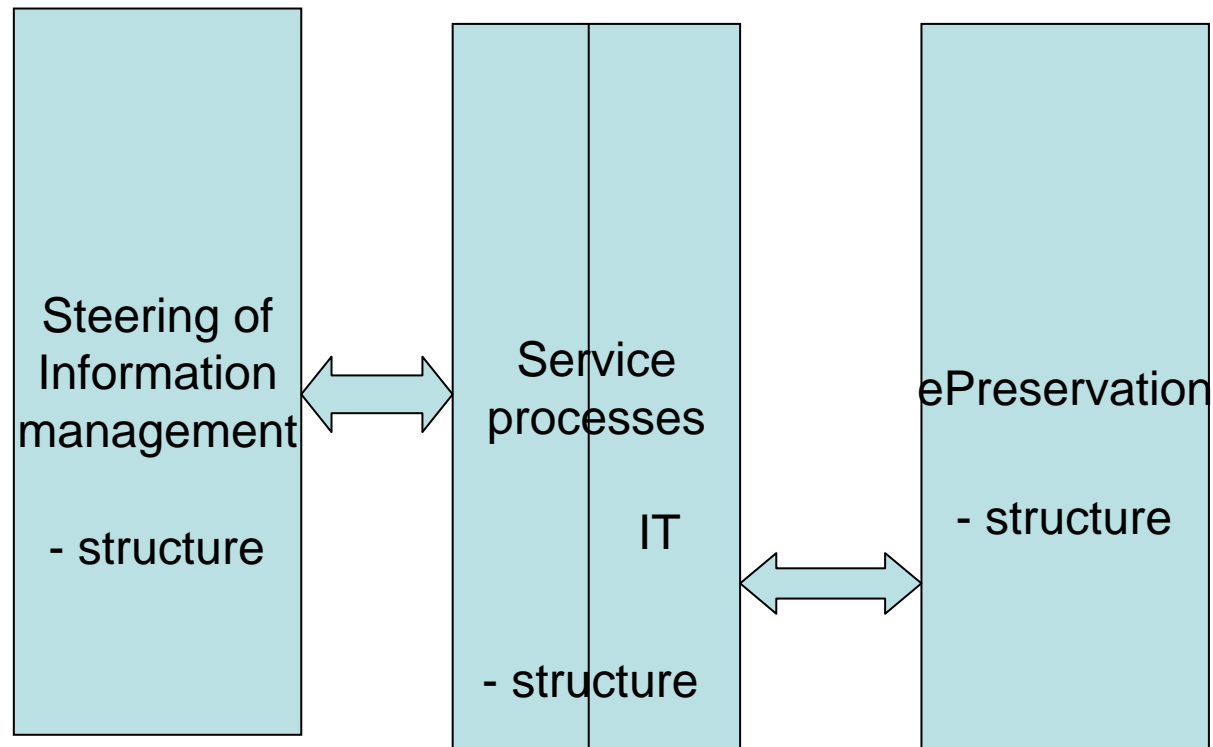 Steering of
Information
management
- structure
Service
processes
IT
- structure
ePreservation
- structure